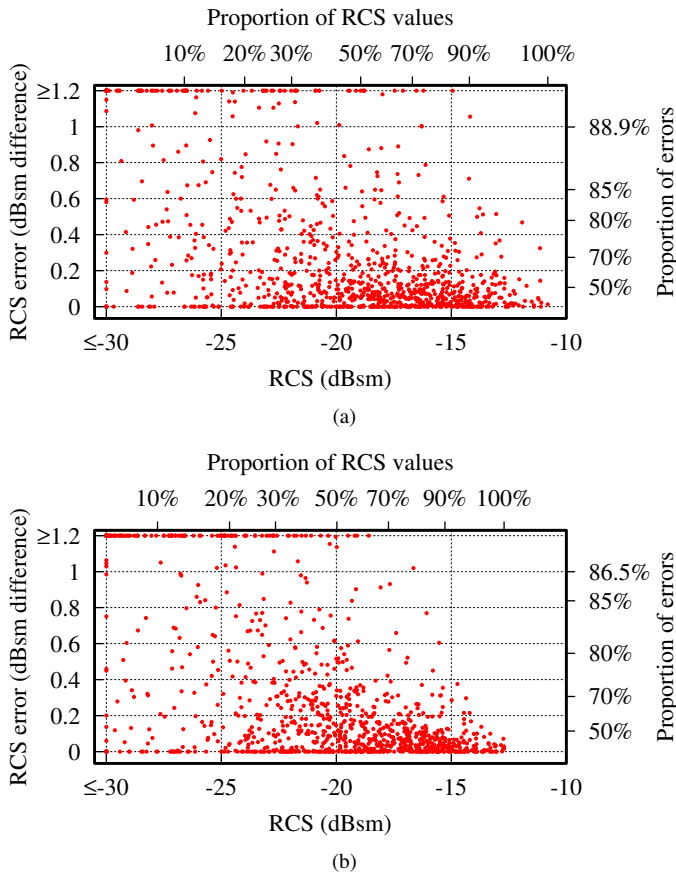 Proportion of RCS values
10% 20% 30% 50% 70% 90% 100%
≥1.2
1
0.8
0.6
0.4
0.2
0
RCS error (dBsm difference)
88.9%
85%
80%
70%
50%
Proportion of errors
≤-30 -25 -20 -15 -10
RCS (dBsm)
(a)
Proportion of RCS values
10% 20% 30% 50% 70% 90% 100%
≥1.2
1
0.8
0.6
0.4
0.2
0
RCS error (dBsm difference)
86.5%
85%
80%
70%
50%
Proportion of errors
≤-30 -25 -20 -15 -10
RCS (dBsm)
(b)